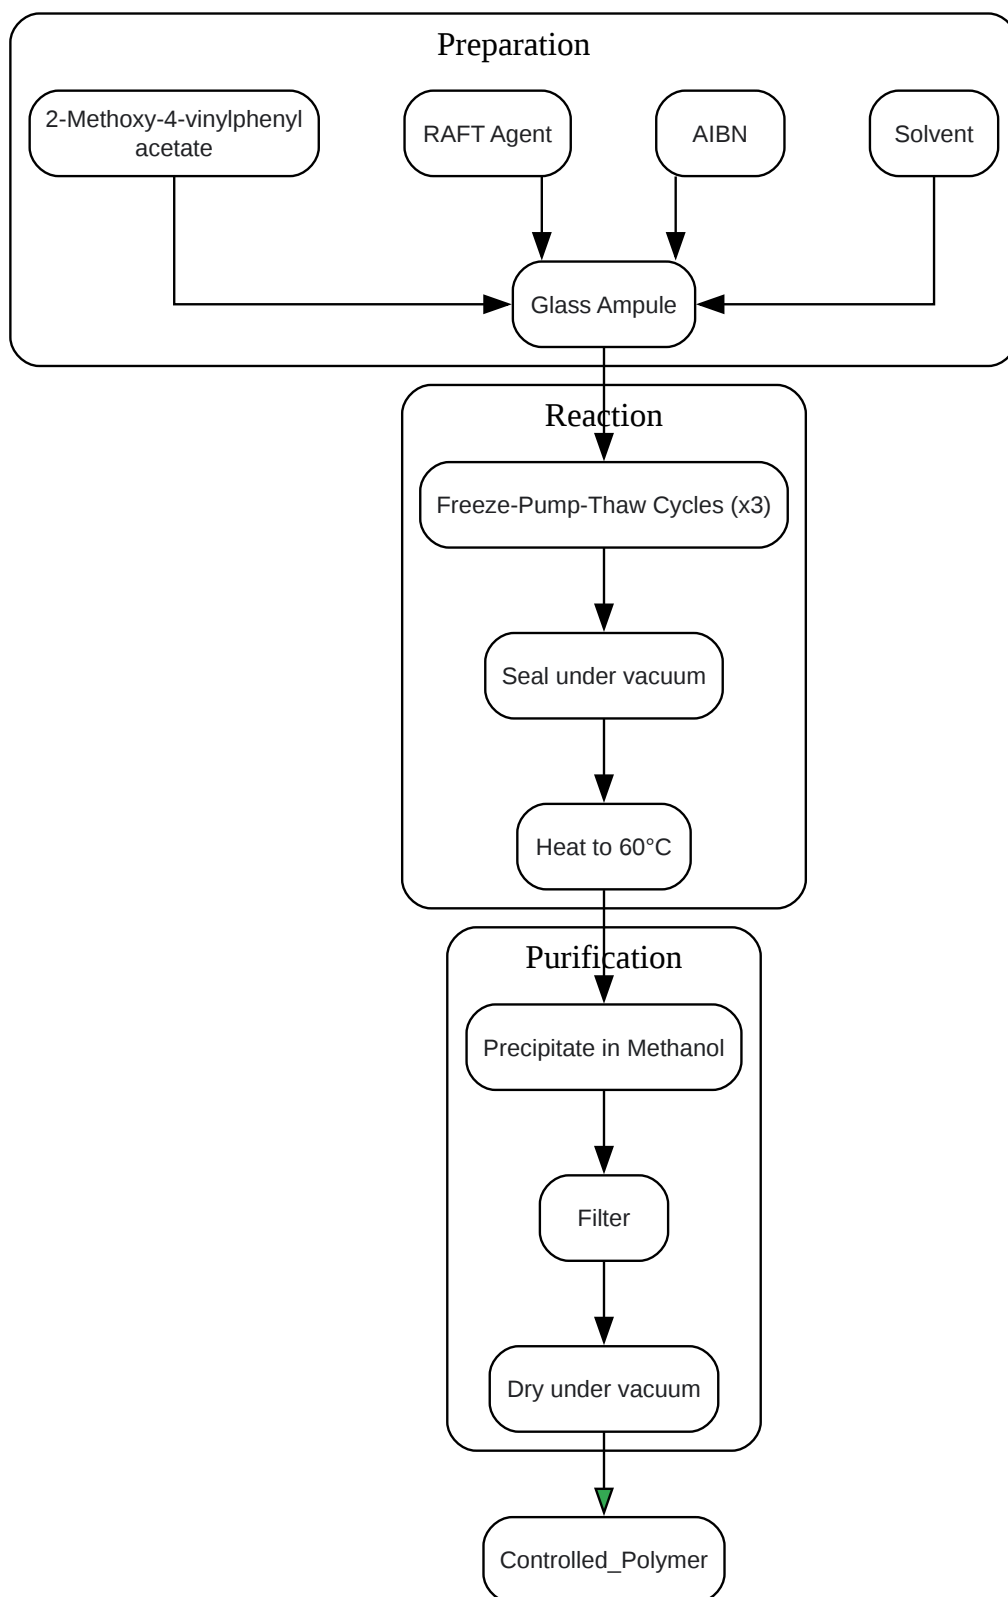 Preparation
2-Methoxy-4-vinylphenyl
acetate
RAFT Agent
AIBN
Solvent
Glass Ampule
Reaction
Freeze-Pump-Thaw Cycles (x3)
Seal under vacuum
Heat to 60°C
Purification
Precipitate in Methanol
Filter
Dry under vacuum
Controlled_Polymer